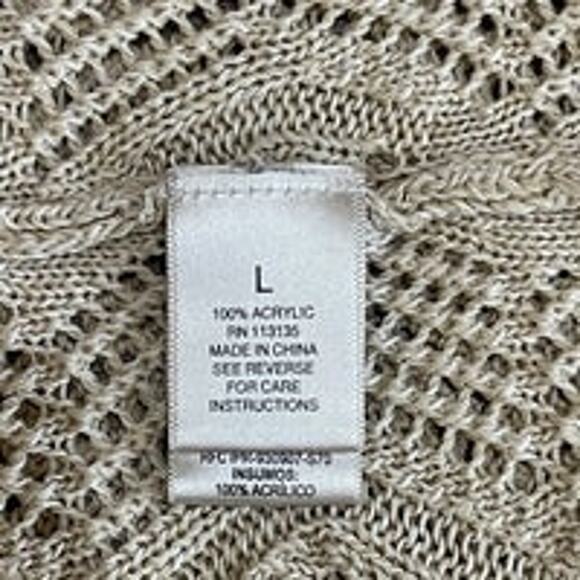 L
100% ACRYLIC
RN 113135
MADE IN CHINA
SEE REVERSE
FOR CARE
INSTRUCTIONS
INSUMOS:
100% ACRILICO